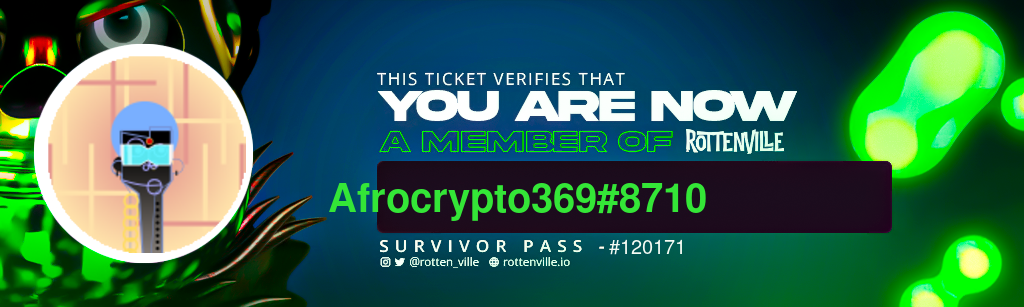 THIS TICKET VERIFIES THAT
YOU ARE NOW
A MEMBER OF ROTTENVILLE
Afrocrypto369#8710
SURVIVOR PASS - #120171
@rotten_ville rottenville.io